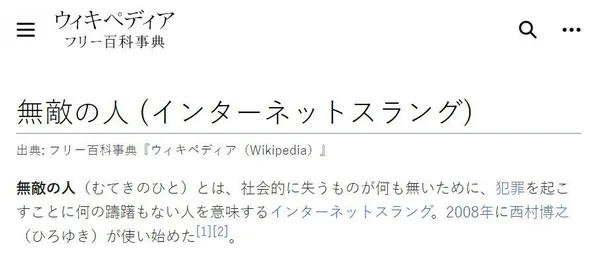 ウィキペディア
フリー百科事典
無敵の人 (インターネットスラング)
出典: フリー百科事典『ウィキペディア（Wikipedia）』
無敵の人（むてきのひと）とは、社会的に失うものが何も無いために、犯罪を起こ
すことに何の躊躇もない人を意味するインターネットスラング。2008年に西村博之
（ひろゆき）が使い始めた[1][2]。